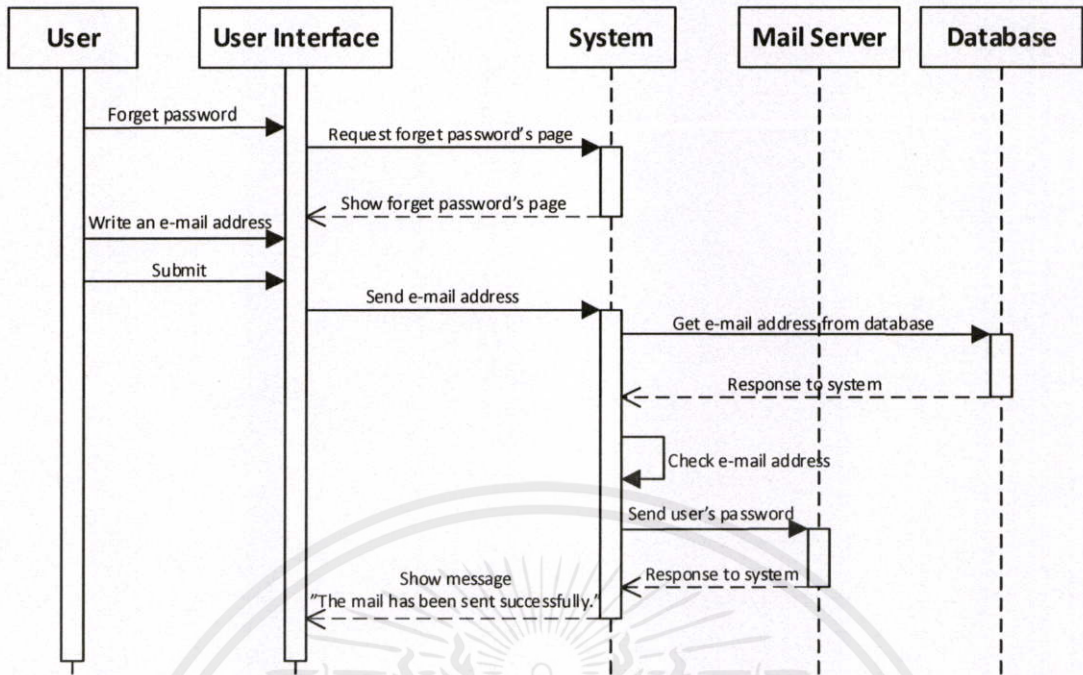 User
User Interface
System
Mail Server
Database
Forget password
Request forget password's page
Show forget password's page
Write an e-mail address
Submit
Send e-mail address
Get e-mail address from database
Response to system
Check e-mail address
Send user's password
Response to system
Show message
"The mail has been sent successfully."